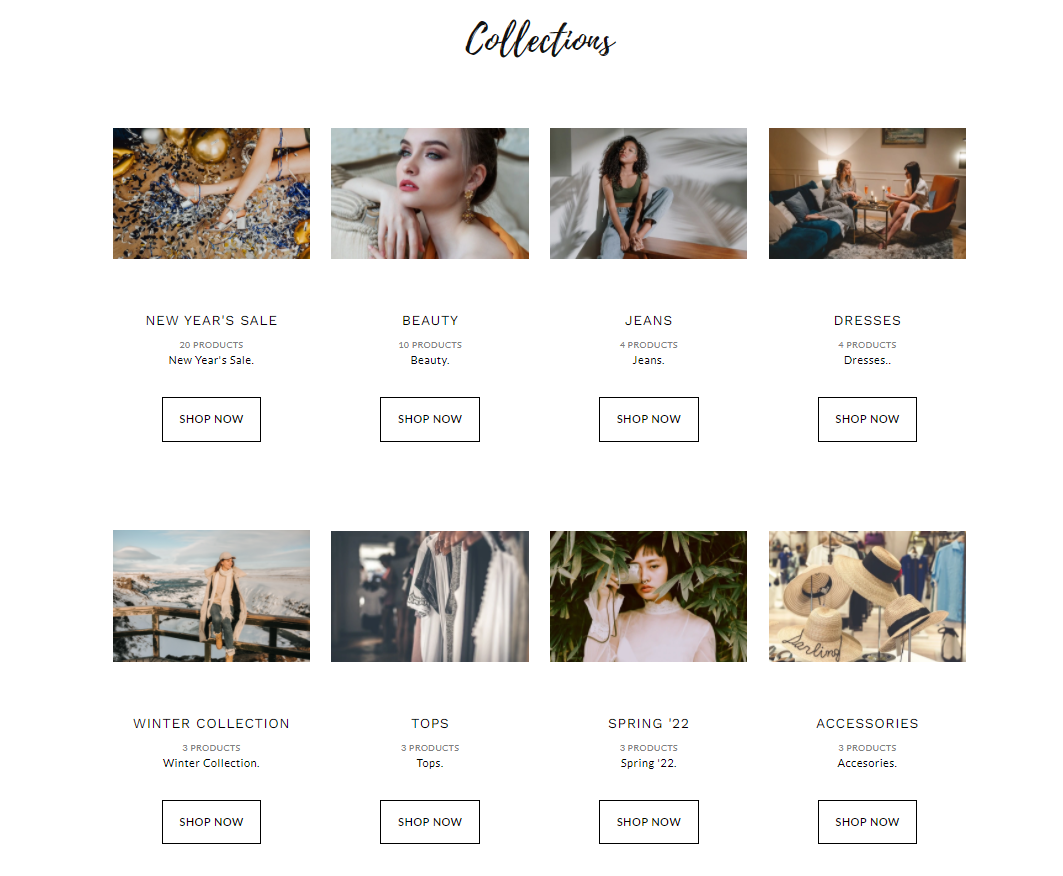 Collections
NEW YEAR'S SALE
20 PRODUCTS
New Year's Sale.
SHOP NOW
BEAUTY
10 PRODUCTS
Beauty.
SHOP NOW
JEANS
4 PRODUCTS
Jeans.
SHOP NOW
DRESSES
4 PRODUCTS
Dresses..
SHOP NOW
WINTER COLLECTION
3 PRODUCTS
Winter Collection.
SHOP NOW
TOPS
3 PRODUCTS
Tops.
SHOP NOW
SPRING '22
3 PRODUCTS
Spring '22.
SHOP NOW
Darling
ACCESSORIES
3 PRODUCTS
Accesories.
SHOP NOW